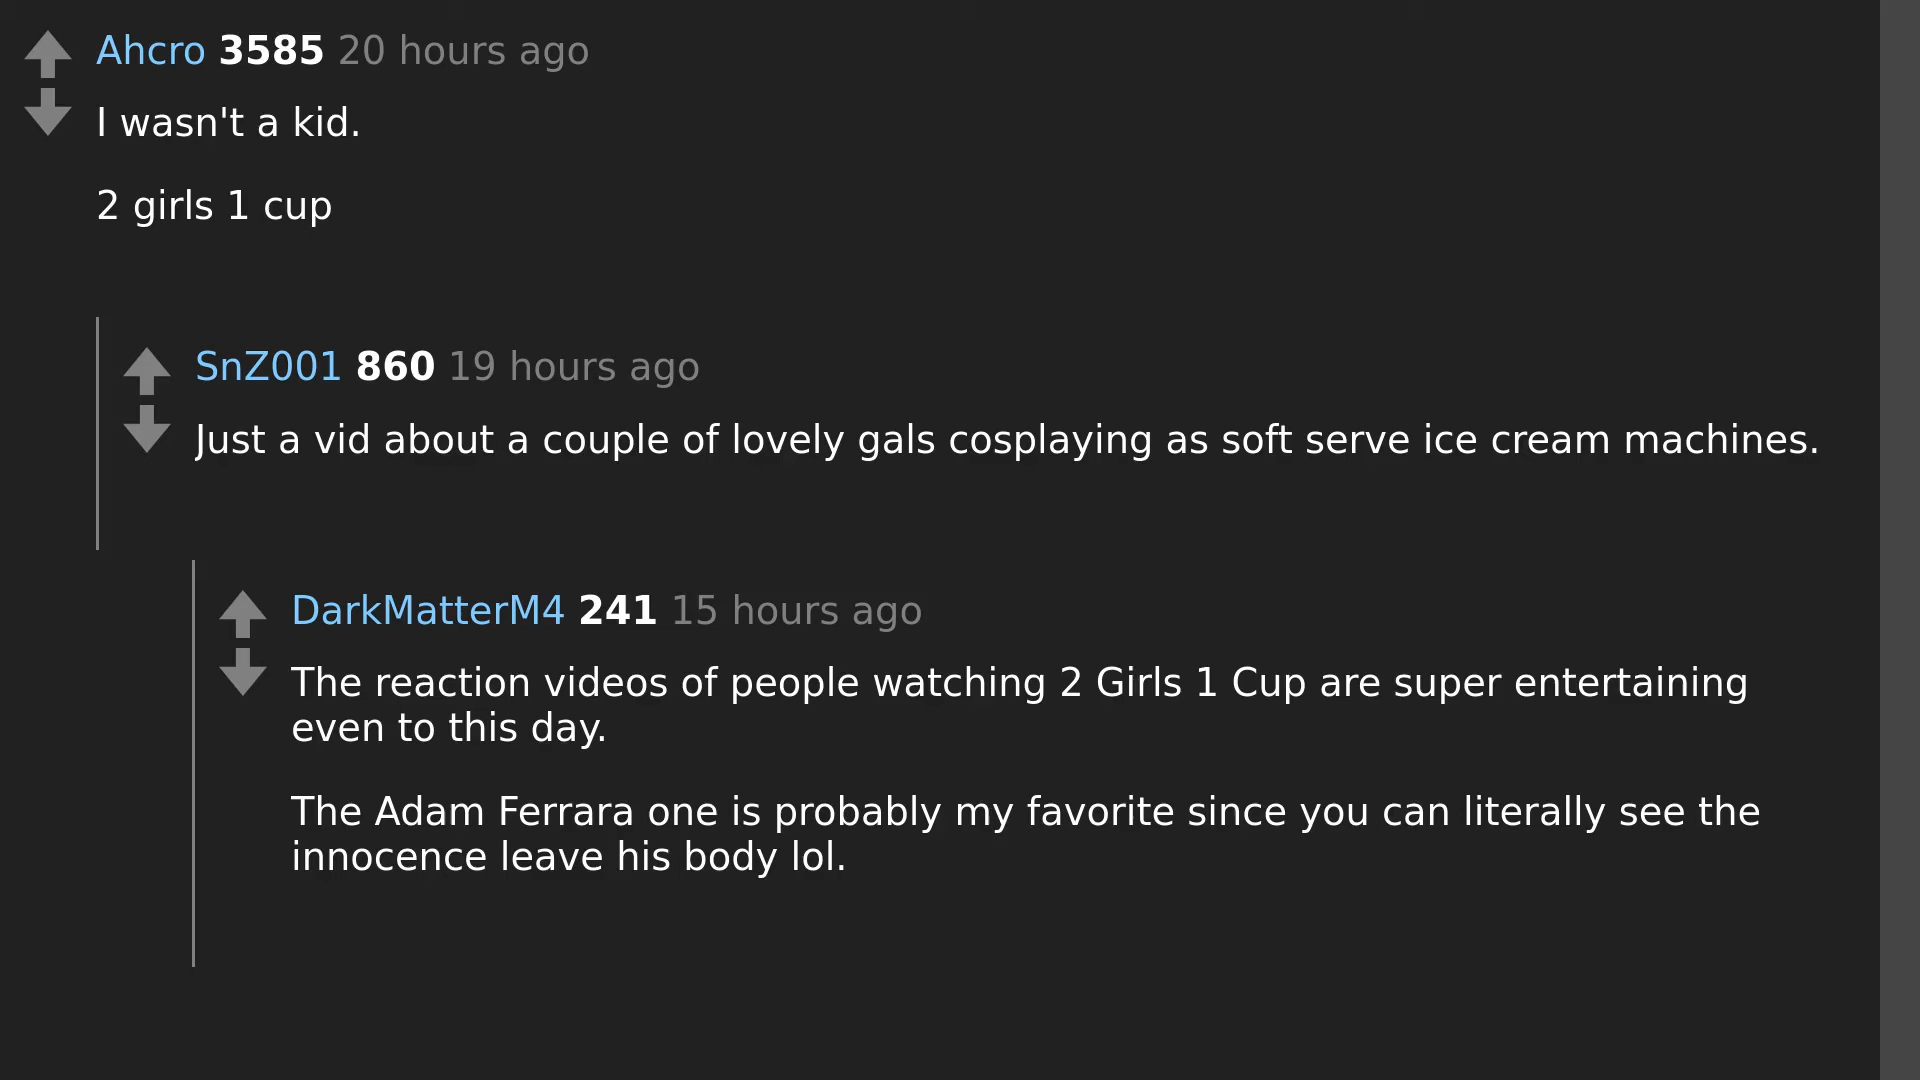 Ahcro 3585 20 hours ago
I wasn't a kid.
2 girls 1 cup
SnZ001 860 19 hours ago
Just a vid about a couple of lovely gals cosplaying as soft serve ice cream machines.
DarkMatterM4 241 15 hours ago
The reaction videos of people watching 2 Girls 1 Cup are super entertaining
even to this day.
The Adam Ferrara one is probably my favorite since you can literally see the
innocence leave his body lol.